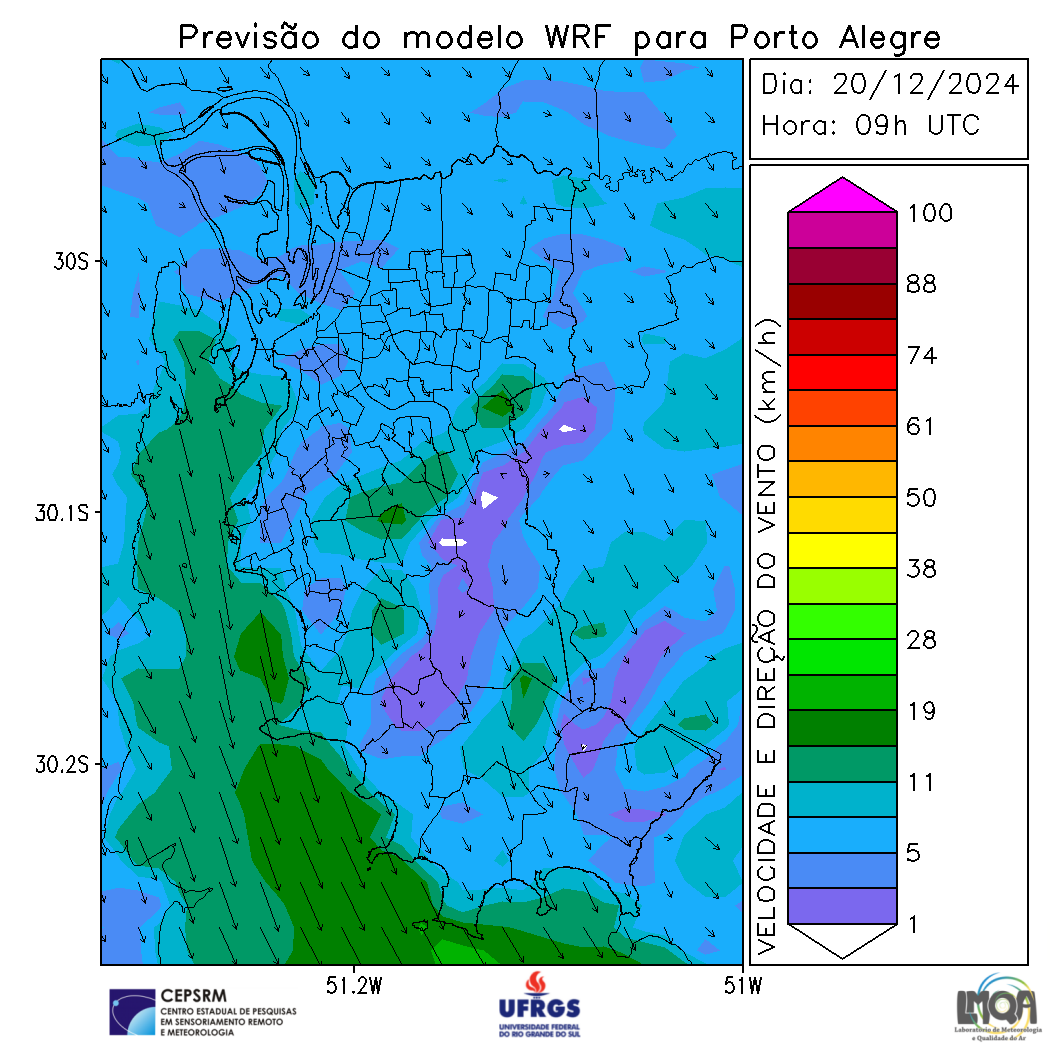 Previsão do modelo WRF para Porto Alegre
Dia: 20/12/2024
Hora: 09h UTC
30S
30.1S
30.2S
51.2W
51W
VELOCIDADE E DIREÇÃO DO VENTO (km/h)
100
88
74
61
50
38
28
19
11
5
1
CEPSRM
CENTRO ESTADUAL DE PESQUISAS
EM SENSORIAMENTO REMOTO
E METEOROLOGIA
UFRGS
UNIVERSIDADE FEDERAL
DO RIO GRANDE DO SUL
LMQA
Laboratório de Meteorologia
e Qualidade do Ar